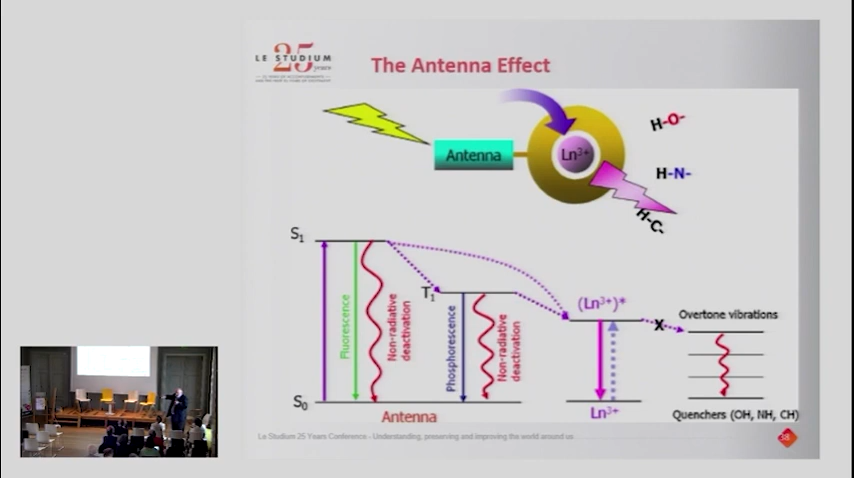 LE STUDIUM
25
years
The Antenna Effect
Antenna
Ln3+
H-O-
H-N-
H-C-
S1
Fluorescence
Non-radiative
deactivation
T1
Phosphorescence
Non-radiative
deactivation
(Ln3+)*
X
Overtone vibrations
S0
Antenna
Ln3+
Quenchers (OH, NH, CH)
Le Studium 25 Years Conference - Understanding, preserving and improving the world around us
38